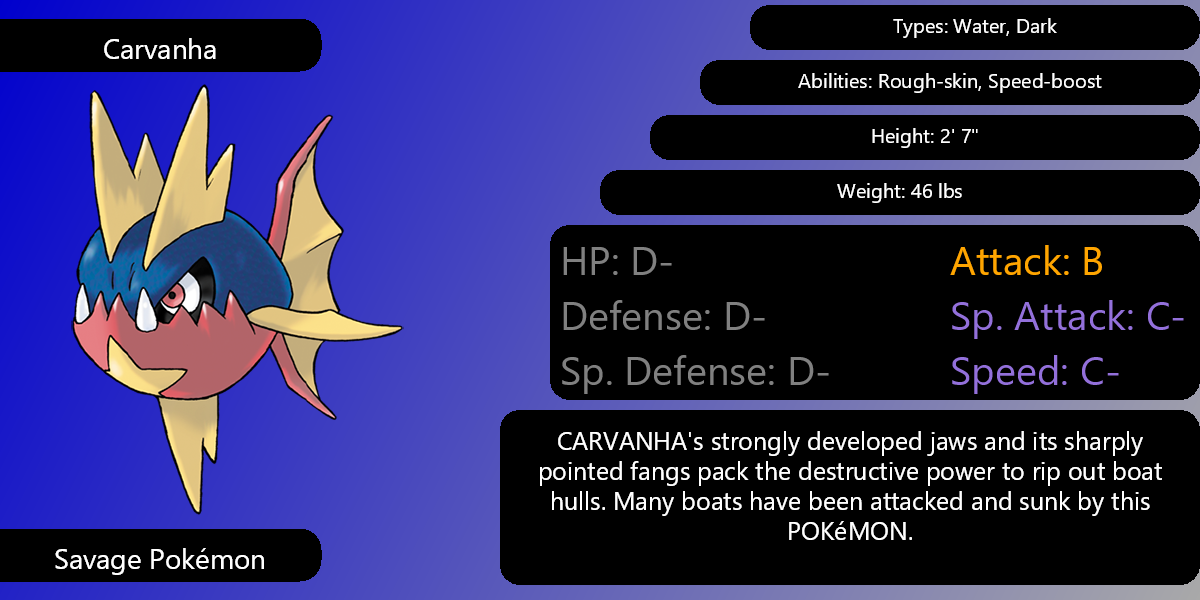 Carvanha
Types: Water, Dark
Abilities: Rough-skin, Speed-boost
Height: 2' 7"
Weight: 46 lbs
HP: D-
Attack: B
Defense: D-
Sp. Attack: C-
Sp. Defense: D-
Speed: C-
CARVANHA's strongly developed jaws and its sharply
pointed fangs pack the destructive power to rip out boat
hulls. Many boats have been attacked and sunk by this
POKéMON.
Savage Pokémon